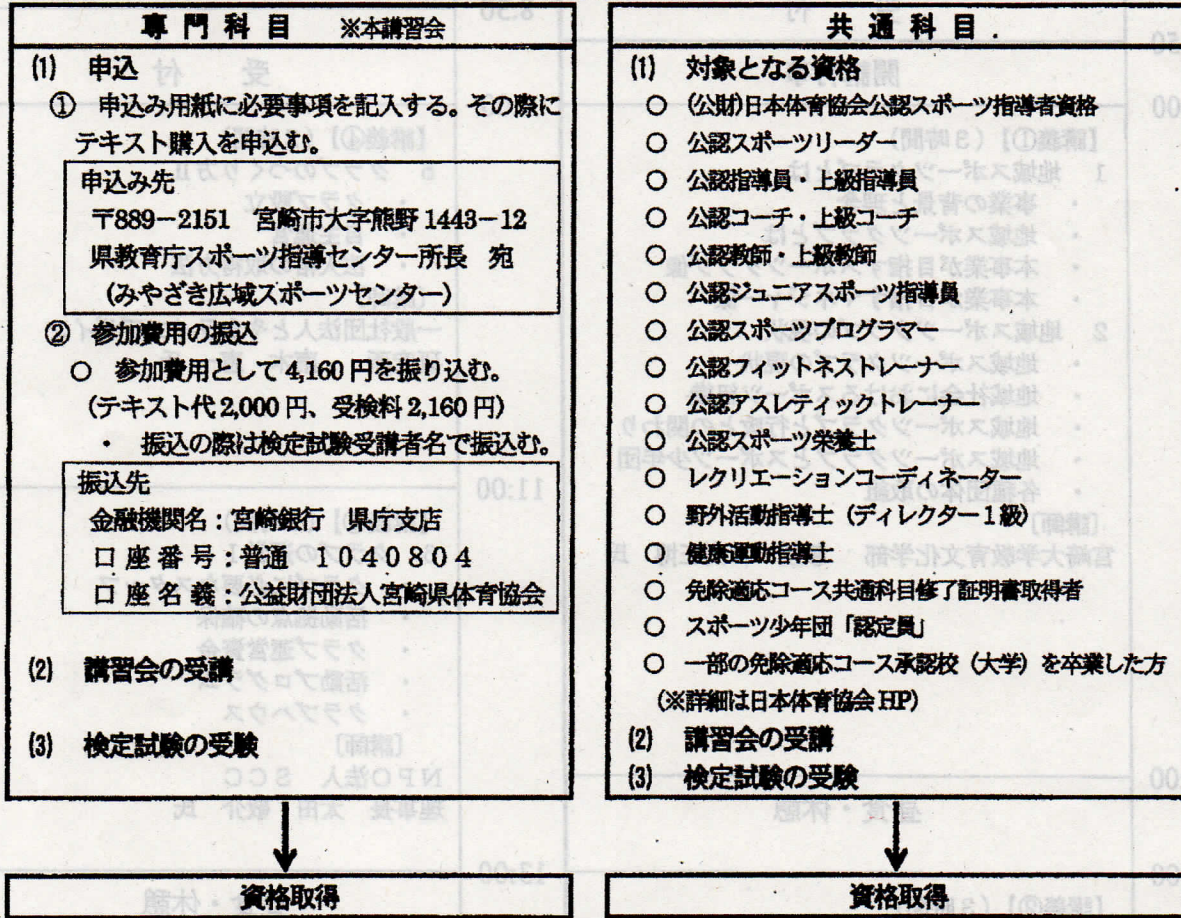 専門科目 ※本講習会
(1) 申込
① 申込み用紙に必要事項を記入する。その際に
テキスト購入を申込む。
申込み先
〒889-2151 宮崎市大字熊野1443-12
県教育庁スポーツ指導センター所長 宛
(みやざき広域スポーツセンター)
② 参加費用の振込
○ 参加費用として4,160円を振り込む。
(テキスト代2,000円、受検料2,160円)
・ 振込の際は検定試験受講者名で振込む。
振込先
金融機関名：宮崎銀行 県庁支店
口座番号：普通 1040804
口座名義：公益財団法人宮崎県体育協会
(2) 講習会の受講
(3) 検定試験の受験
資格取得
共通科目
(1) 対象となる資格
○ (公財)日本体育協会公認スポーツ指導者資格
○ 公認スポーツリーダー
○ 公認指導員・上級指導員
○ 公認コーチ・上級コーチ
○ 公認教師・上級教師
○ 公認ジュニアスポーツ指導員
○ 公認スポーツプログラマー
○ 公認フィットネストレーナー
○ 公認アスレティックトレーナー
○ 公認スポーツ栄養士
○ レクリエーションコーディネーター
○ 野外活動指導士（ディレクター1級）
○ 健康運動指導士
○ 免除適応コース共通科目修了証明書取得者
○ スポーツ少年団「認定員」
○ 一部の免除適応コース承認校（大学）を卒業した方
(※詳細は日本体育協会HP)
(2) 講習会の受講
(3) 検定試験の受験
資格取得